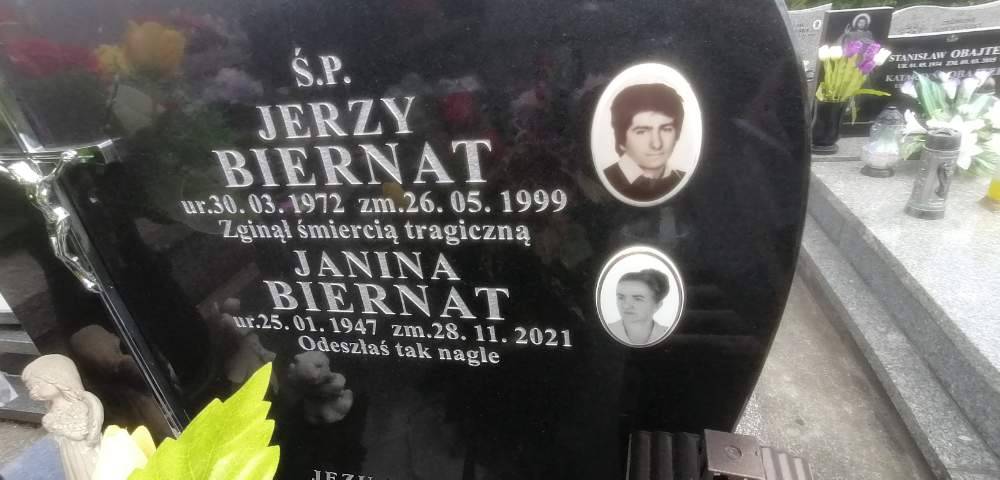 Ś.P.
JERZY
BIERNAT
ur.30.03.1972 zm.26.05.1999
Zginął śmiercią tragiczną
JANINA
BIERNAT
ur.25.01.1947 zm.28.11.2021
Odeszłaś tak nagle
STANISŁAW OBAJTE